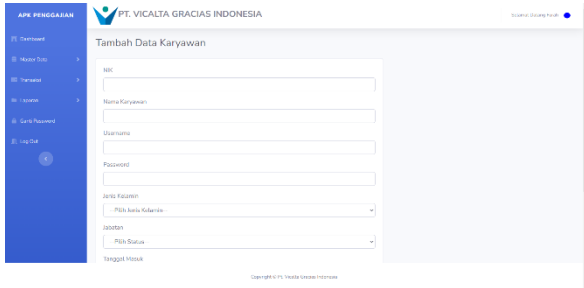 APK PENGGAJIAN
PT. VICALTA GRACIAS INDONESIA
Selamat Datang
Dashboard
Master Data
Transaksi
Laporan
Ganti Password
Log Out
Tambah Data Karyawan
NIK
Nama Karyawan
Username
Password
Jenis Kelamin
--Pilih Jenis Kelamin--
Jabatan
--Pilih Status--
Tanggal Masuk
Copyright © PT. Vicalta Gracias Indonesia